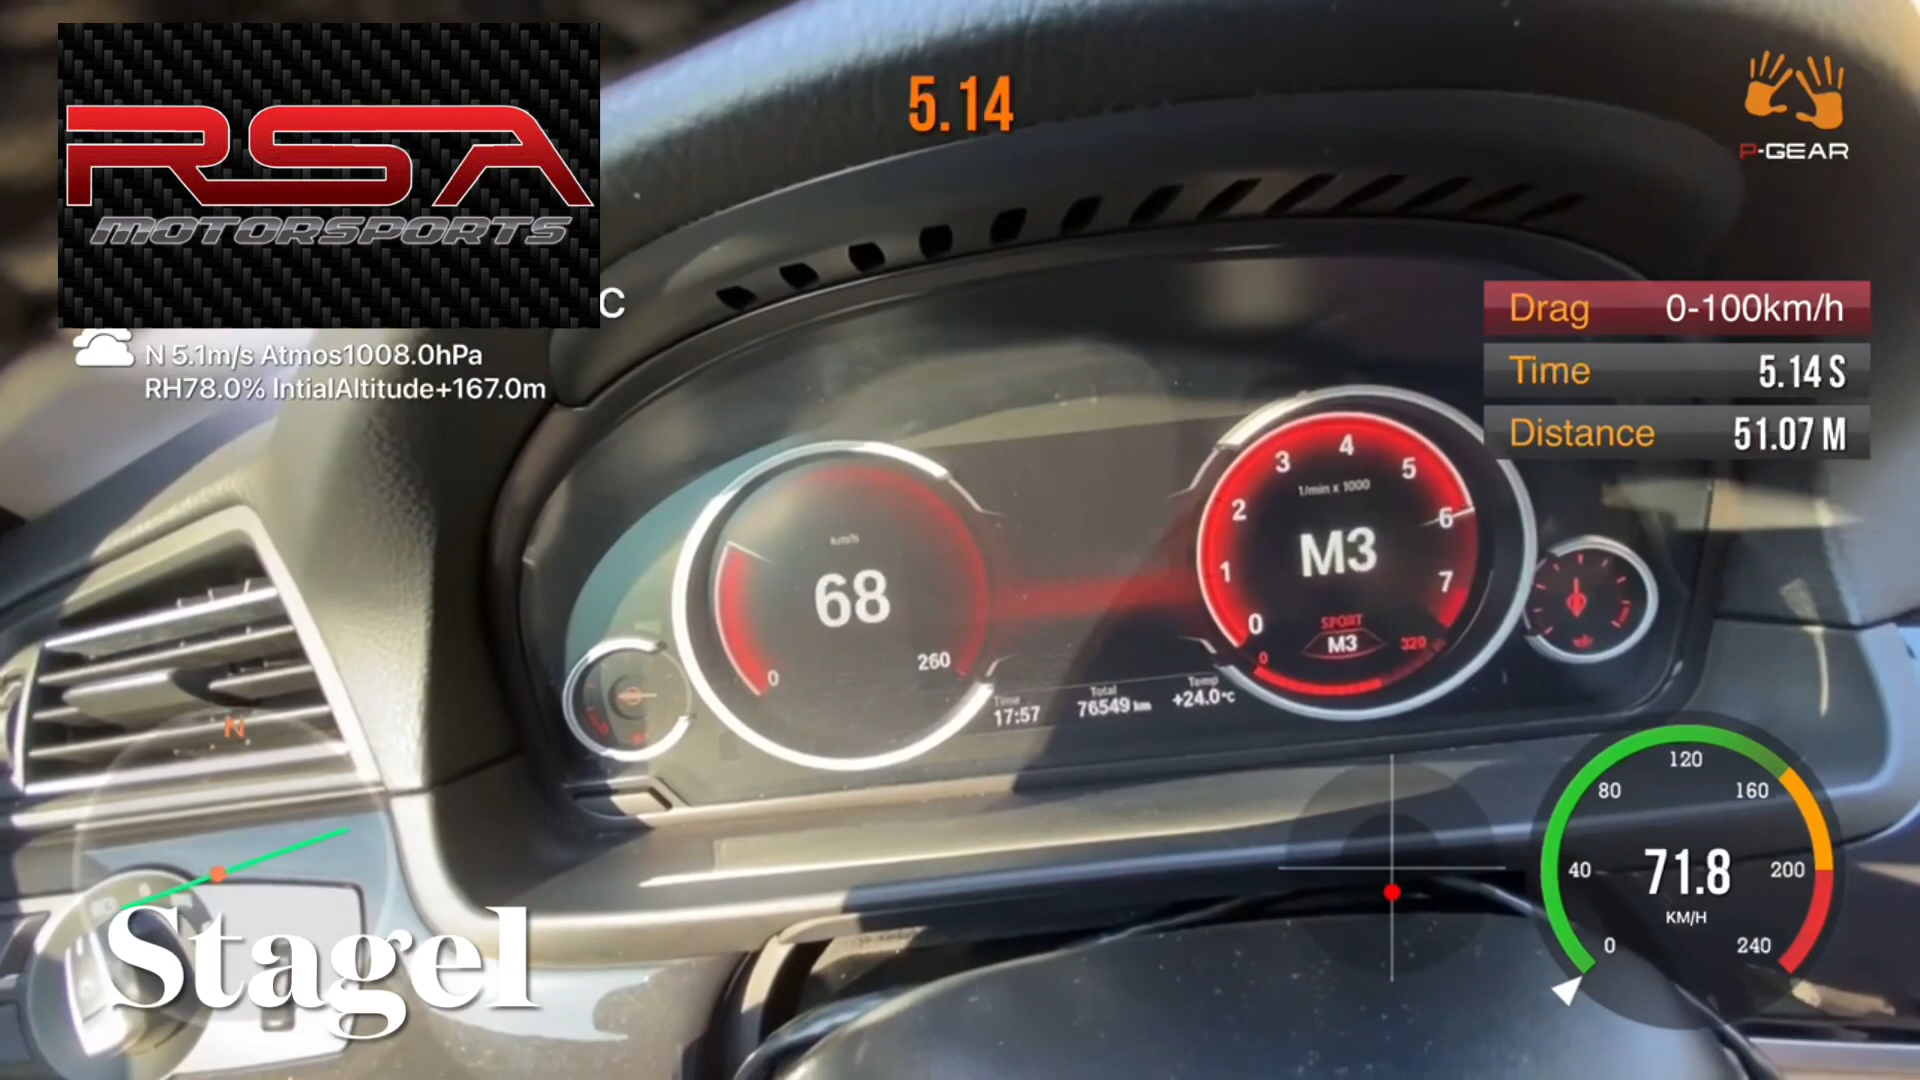 RSA
MOTORSPORTS
5.14
P-GEAR
C
N 5.1m/s Atmos1008.0hPa
RH78.0% IntialAltitude+167.0m
Drag 0-100km/h
Time 5.14 S
Distance 51.07 M
km/h
68
0 260
0 1 2 3 4 5 6 7
1/min x 1000
M3
SPORT
M3
0 320
Time
17:57
Total
76549 km
Temp
+24.0°C
N
0 40 80 120 160 200 240
71.8
KM/H
Stage1